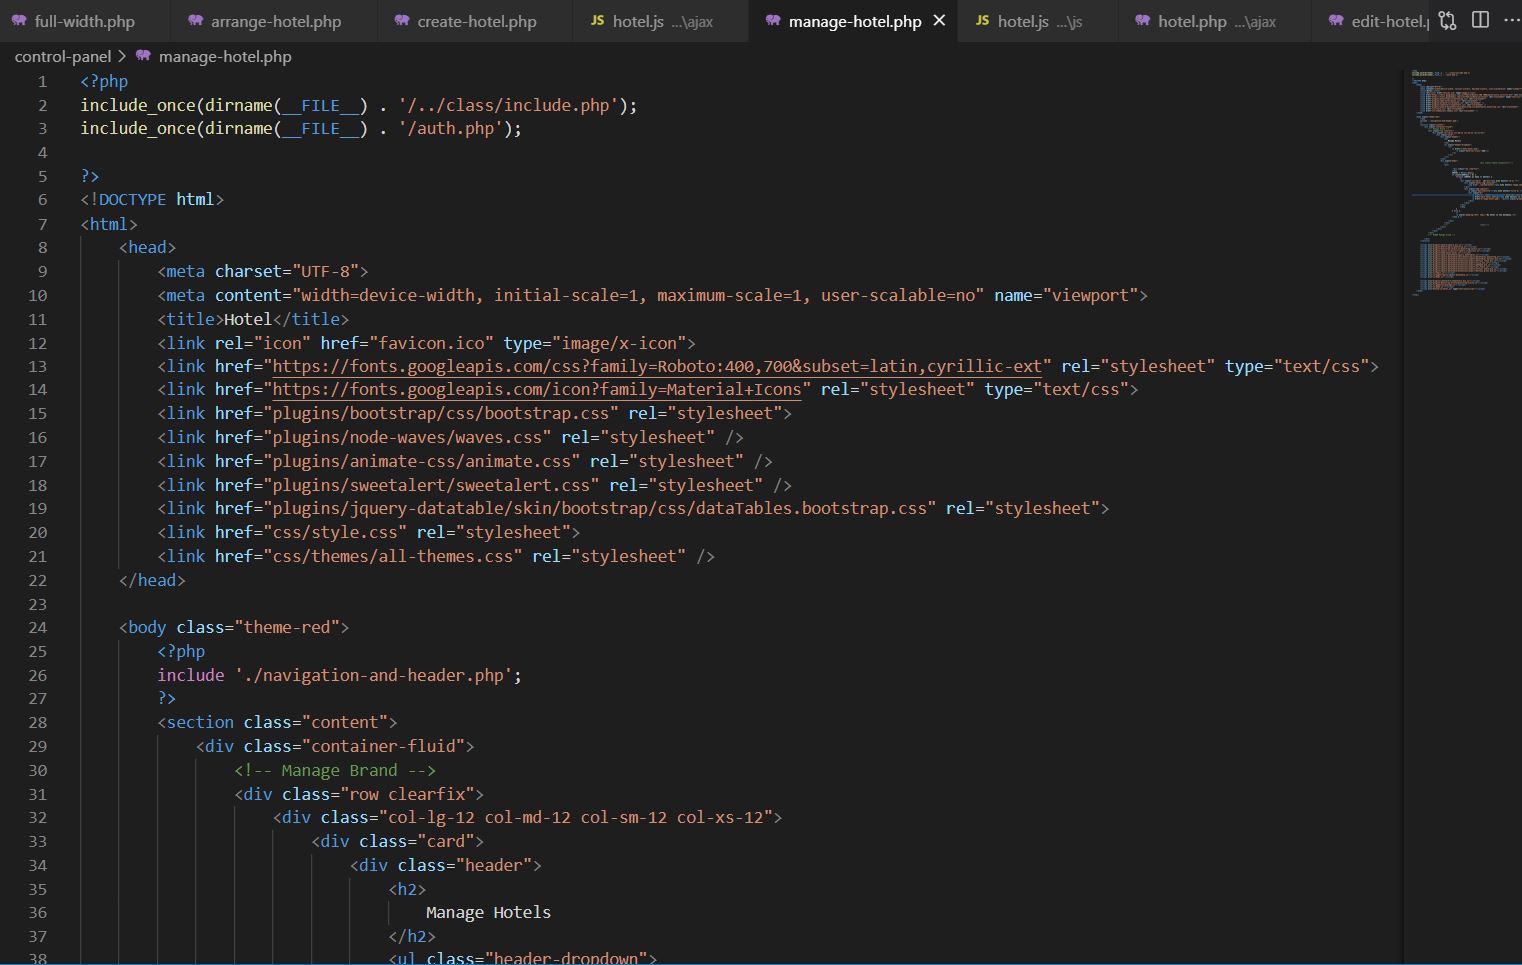 full-width.php arrange-hotel.php create-hotel.php JS hotel.js ...\ajax manage-hotel.php JS hotel.js ...\js hotel.php ...\ajax edit-hotel.
control-panel > manage-hotel.php
1 <?php
2 include_once(dirname(__FILE__) . '/../class/include.php');
3 include_once(dirname(__FILE__) . '/auth.php');
4
5 ?>
6 <!DOCTYPE html>
7 <html>
8 <head>
9 <meta charset="UTF-8">
10 <meta content="width=device-width, initial-scale=1, maximum-scale=1, user-scalable=no" name="viewport">
11 <title>Hotel</title>
12 <link rel="icon" href="favicon.ico" type="image/x-icon">
13 <link href="https://fonts.googleapis.com/css?family=Roboto:400,700&subset=latin,cyrillic-ext" rel="stylesheet" type="text/css">
14 <link href="https://fonts.googleapis.com/icon?family=Material+Icons" rel="stylesheet" type="text/css">
15 <link href="plugins/bootstrap/css/bootstrap.css" rel="stylesheet">
16 <link href="plugins/node-waves/waves.css" rel="stylesheet" />
17 <link href="plugins/animate-css/animate.css" rel="stylesheet" />
18 <link href="plugins/sweetalert/sweetalert.css" rel="stylesheet" />
19 <link href="plugins/jquery-datatable/skin/bootstrap/css/dataTables.bootstrap.css" rel="stylesheet">
20 <link href="css/style.css" rel="stylesheet">
21 <link href="css/themes/all-themes.css" rel="stylesheet" />
22 </head>
23
24 <body class="theme-red">
25 <?php
26 include './navigation-and-header.php';
27 ?>
28 <section class="content">
29 <div class="container-fluid">
30 <!-- Manage Brand -->
31 <div class="row clearfix">
32 <div class="col-lg-12 col-md-12 col-sm-12 col-xs-12">
33 <div class="card">
34 <div class="header">
35 <h2>
36 Manage Hotels
37 </h2>
38 <ul class="header-dropdown">